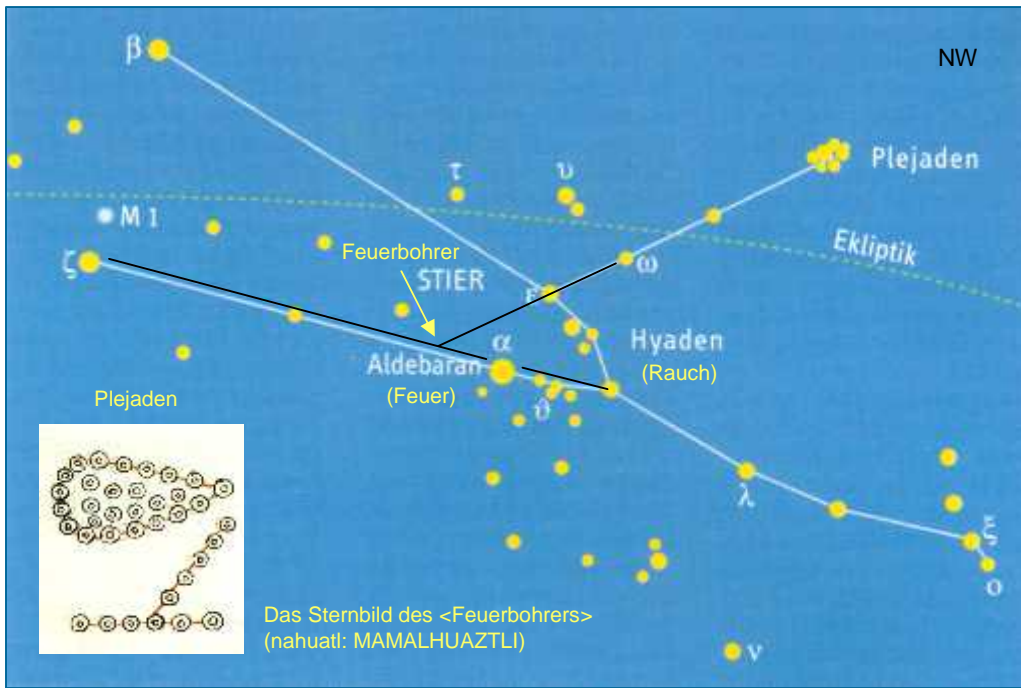 β
NW
Plejaden
τ
υ
M 1
Ekliptik
ζ
Feuerbohrer
ω
STIER
ε
α
Hyaden
(Rauch)
Aldebaran
(Feuer)
ϑ
Plejaden
λ
ξ
ο
Das Sternbild des <Feuerbohrers>
(nahuatl: MAMALHUAZTLI)
ν